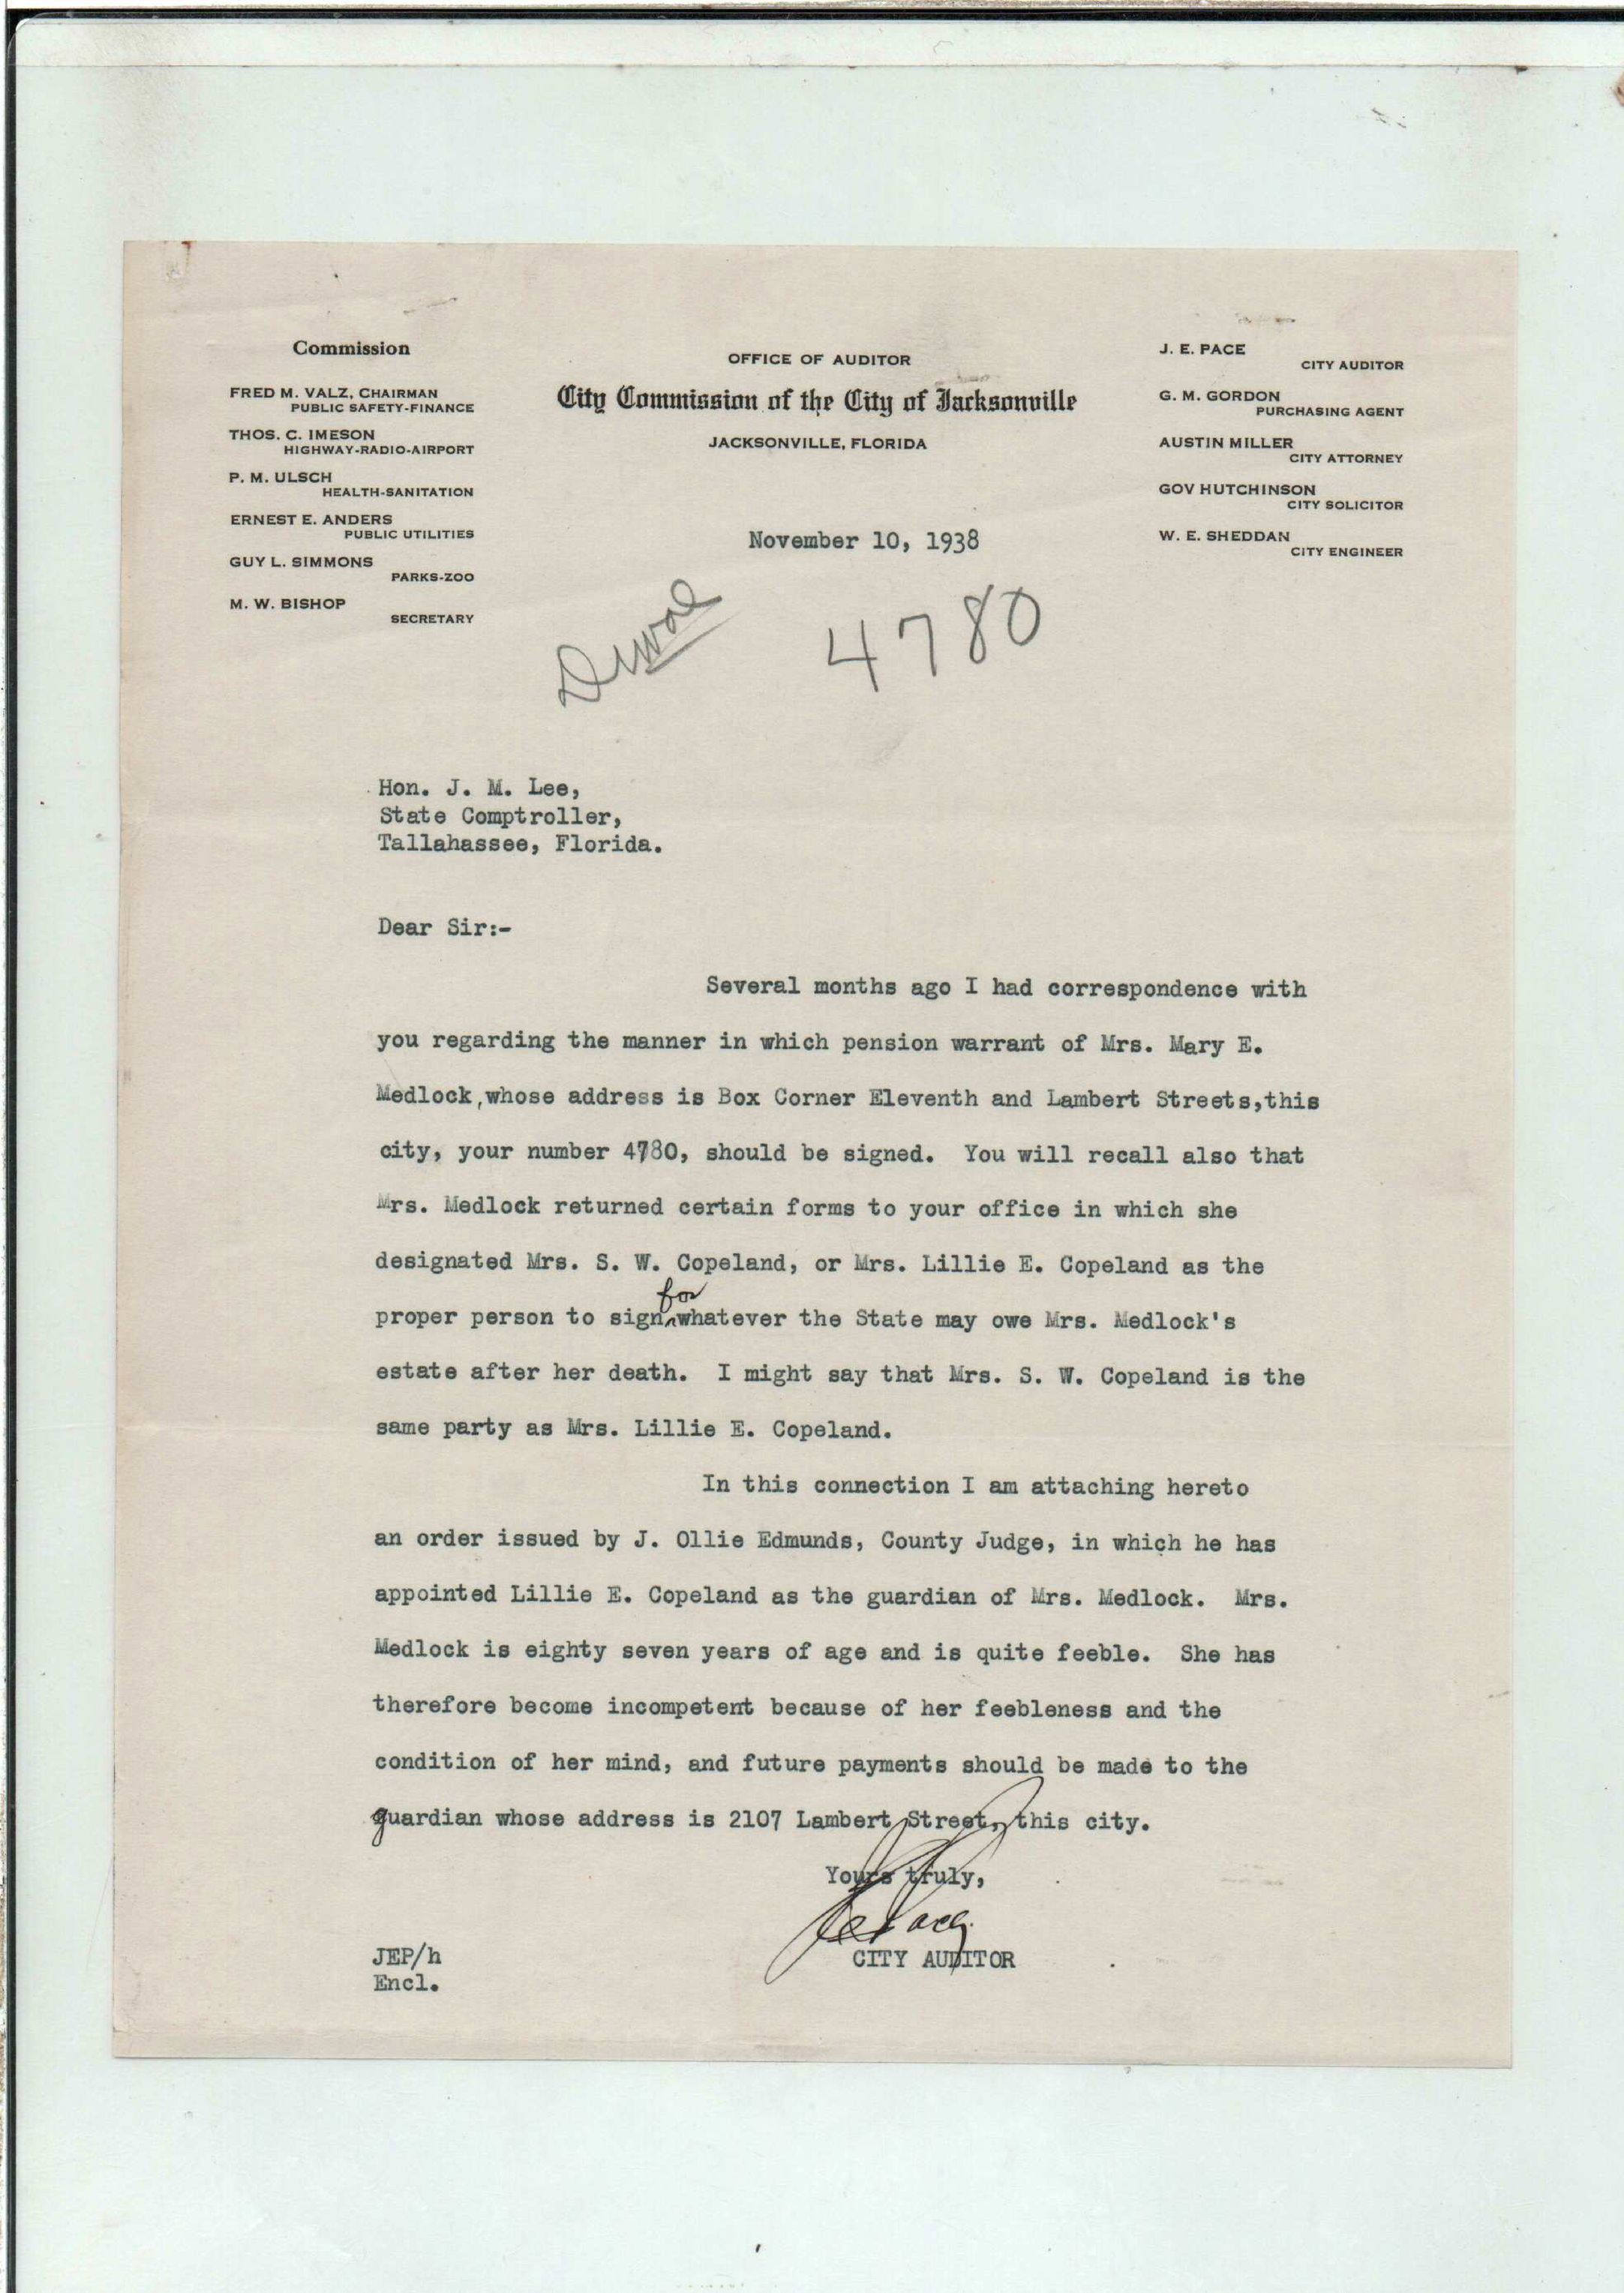 Commission
FRED M. VALZ, CHAIRMAN
PUBLIC SAFETY-FINANCE
THOS. C. IMESON
HIGHWAY-RADIO-AIRPORT
P. M. ULSCH
HEALTH-SANITATION
ERNEST E. ANDERS
PUBLIC UTILITIES
GUY L. SIMMONS
PARKS-ZOO
M. W. BISHOP
SECRETARY
OFFICE OF AUDITOR
City Commission of the City of Jacksonville
JACKSONVILLE, FLORIDA
J. E. PACE
CITY AUDITOR
G. M. GORDON
PURCHASING AGENT
AUSTIN MILLER
CITY ATTORNEY
GOV HUTCHINSON
CITY SOLICITOR
W. E. SHEDDAN
CITY ENGINEER
November 10, 1938
Duval
4780
Hon. J. M. Lee,
State Comptroller,
Tallahassee, Florida.
Dear Sir:-
Several months ago I had correspondence with
you regarding the manner in which pension warrant of Mrs. Mary E.
Medlock,whose address is Box Corner Eleventh and Lambert Streets,this
city, your number 4780, should be signed. You will recall also that
Mrs. Medlock returned certain forms to your office in which she
designated Mrs. S. W. Copeland, or Mrs. Lillie E. Copeland as the
proper person to sign for whatever the State may owe Mrs. Medlock's
estate after her death. I might say that Mrs. S. W. Copeland is the
same party as Mrs. Lillie E. Copeland.
In this connection I am attaching hereto
an order issued by J. Ollie Edmunds, County Judge, in which he has
appointed Lillie E. Copeland as the guardian of Mrs. Medlock. Mrs.
Medlock is eighty seven years of age and is quite feeble. She has
therefore become incompetent because of her feebleness and the
condition of her mind, and future payments should be made to the
guardian whose address is 2107 Lambert Street, this city.
Yours truly,
J E Pace
CITY AUDITOR
JEP/h
Encl.